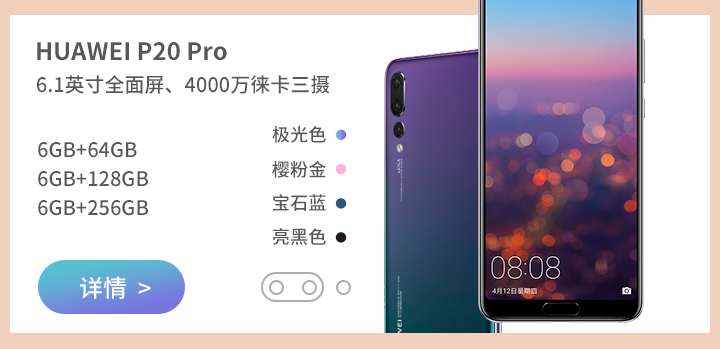 HUAWEI P20 Pro
6.1英寸全面屏、4000万徕卡三摄
6GB+64GB
6GB+128GB
6GB+256GB
极光色
樱粉金
宝石蓝
亮黑色
详情 >
LEICA
08:08
4月12日星期四